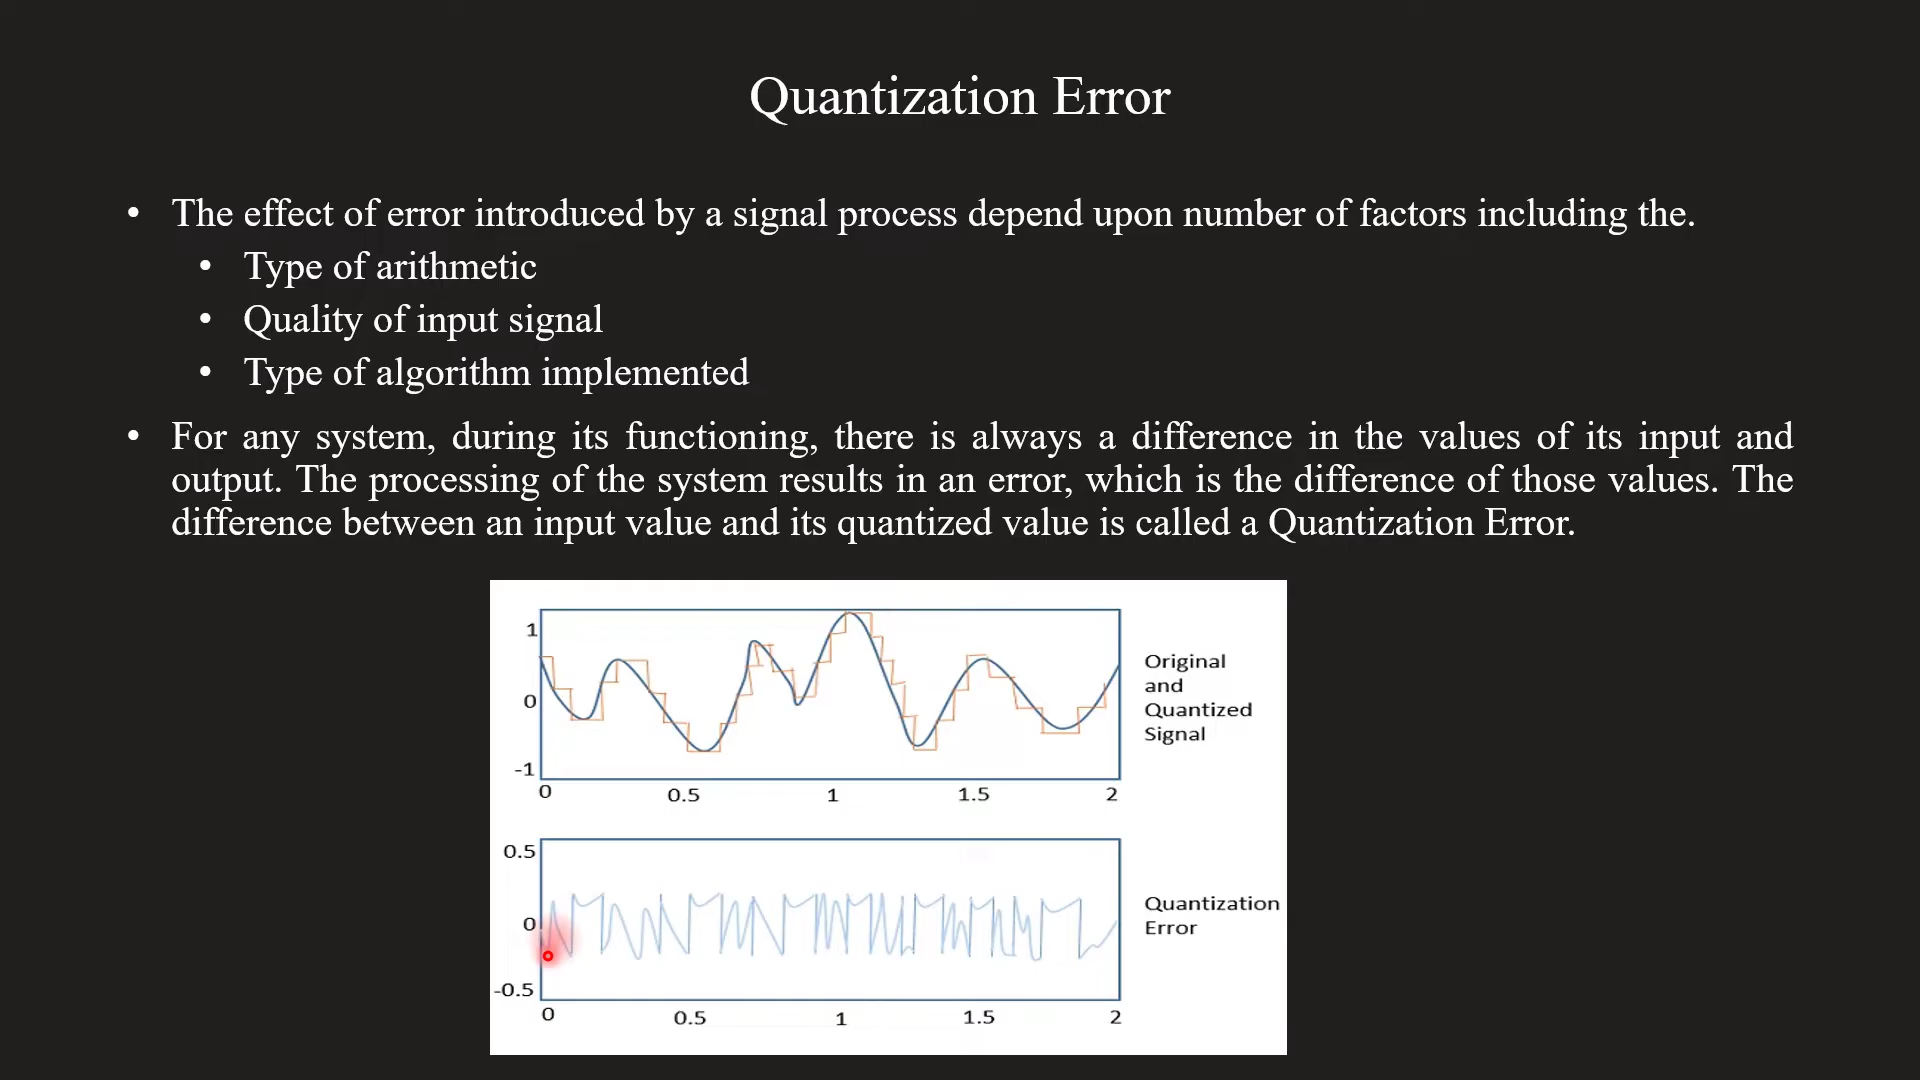 Quantization Error
• The effect of error introduced by a signal process depend upon number of factors including the.
• Type of arithmetic
• Quality of input signal
• Type of algorithm implemented
• For any system, during its functioning, there is always a difference in the values of its input and
output. The processing of the system results in an error, which is the difference of those values. The
difference between an input value and its quantized value is called a Quantization Error.
1
0
-1
0 0.5 1 1.5 2
Original
and
Quantized
Signal
0.5
0
-0.5
0 0.5 1 1.5 2
Quantization
Error